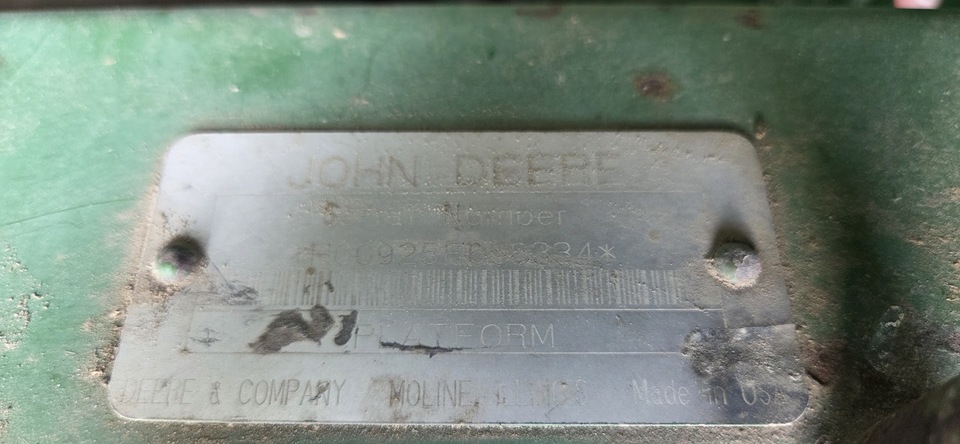 JOHN DEERE
Serial Number
PLATFORM
DEERE & COMPANY MOLINE ILLINOIS Made in USA